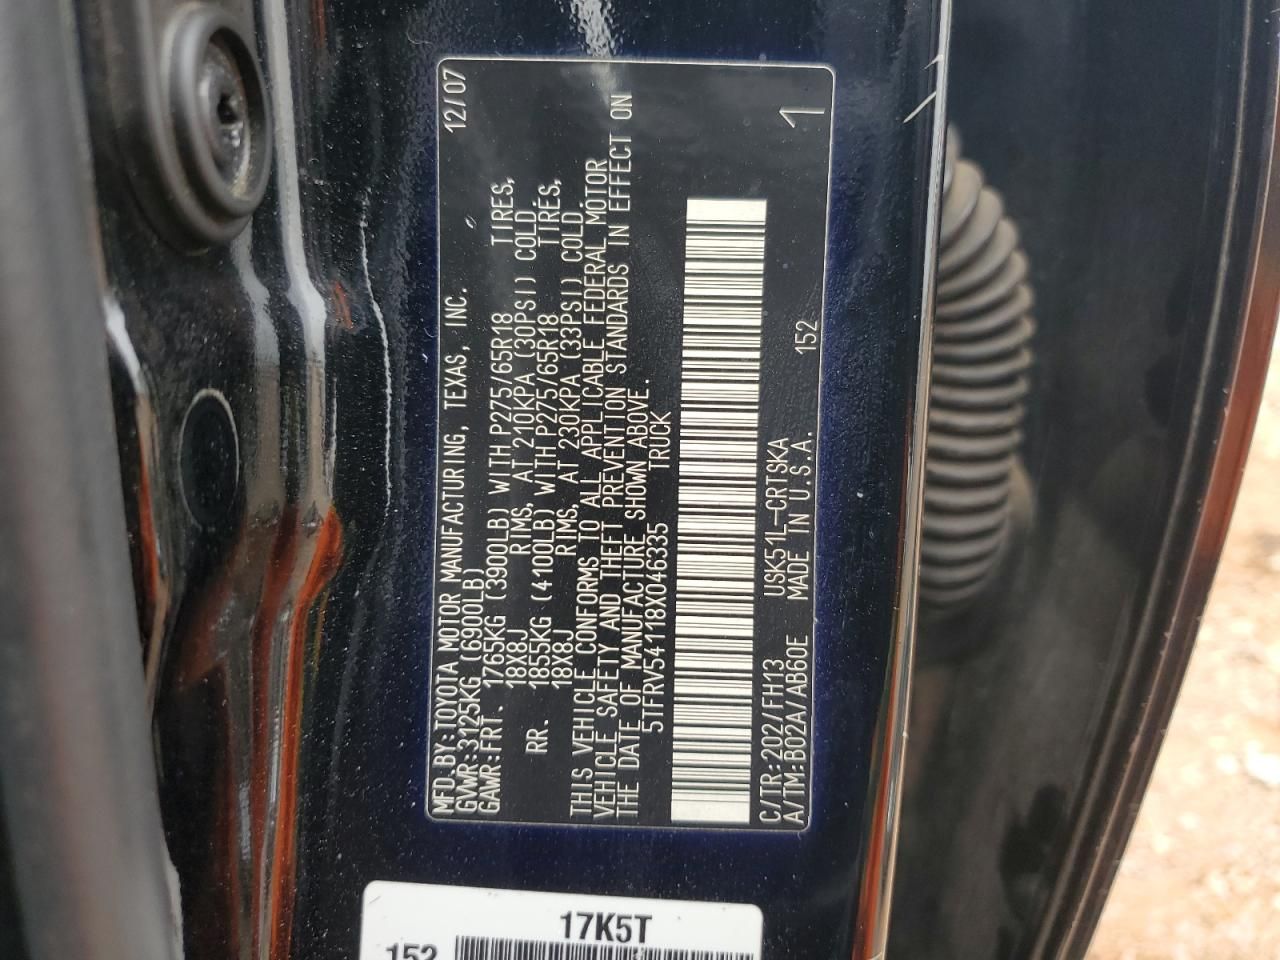 MFD.BY:TOYOTA MOTOR MANUFACTURING, TEXAS, INC. 12/07
GVWR:3125KG (6900LB)
GAWR:FRT. 1765KG (3900LB) WITH P275/65R18 TIRES,
18X8J RIMS, AT 210KPA (30PSI) COLD.
RR. 1855KG (4100LB) WITH P275/65R18 TIRES,
18X8J RIMS, AT 230KPA (33PSI) COLD.
THIS VEHICLE CONFORMS TO ALL APPLICABLE FEDERAL MOTOR
VEHICLE SAFETY AND THEFT PREVENTION STANDARDS IN EFFECT ON
THE DATE OF MANUFACTURE SHOWN ABOVE.
5TFRV54118X046335 TRUCK
C/TR:202/FH13 USK51L-CRTSKA
A/TM:B02A/AB60E MADE IN U.S.A. 152 1
17K5T
152